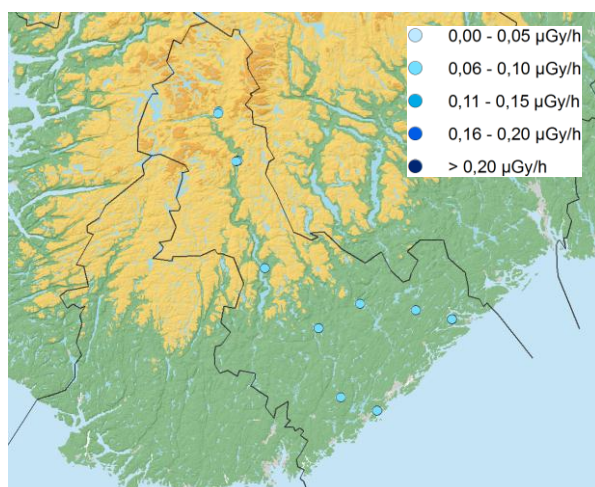 0,00 - 0,05 µGy/h
0,06 - 0,10 µGy/h
0,11 - 0,15 µGy/h
0,16 - 0,20 µGy/h
> 0,20 µGy/h